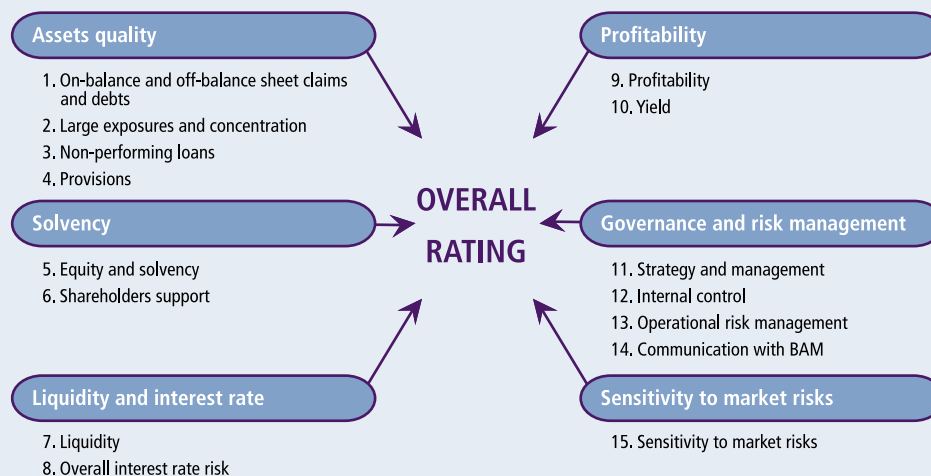 Assets quality
1. On-balance and off-balance sheet claims
and debts
2. Large exposures and concentration
3. Non-performing loans
4. Provisions
Solvency
5. Equity and solvency
6. Shareholders support
Liquidity and interest rate
7. Liquidity
8. Overall interest rate risk
OVERALL
RATING
Profitability
9. Profitability
10. Yield
Governance and risk management
11. Strategy and management
12. Internal control
13. Operational risk management
14. Communication with BAM
Sensitivity to market risks
15. Sensitivity to market risks